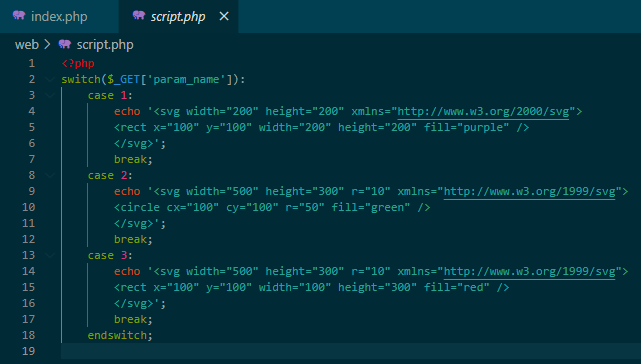 index.php script.php ×
web > script.php
1 <?php
2 switch($_GET['param_name']):
3 case 1:
4 echo '<svg width="200" height="200" xmlns="http://www.w3.org/2000/svg">
5 <rect x="100" y="100" width="200" height="200" fill="purple" />
6 </svg>';
7 break;
8 case 2:
9 echo '<svg width="500" height="300" r="10" xmlns="http://www.w3.org/1999/svg">
10 <circle cx="100" cy="100" r="50" fill="green" />
11 </svg>';
12 break;
13 case 3:
14 echo '<svg width="500" height="300" r="10" xmlns="http://www.w3.org/1999/svg">
15 <rect x="100" y="100" width="100" height="300" fill="red" />
16 </svg>';
17 break;
18 endswitch;
19